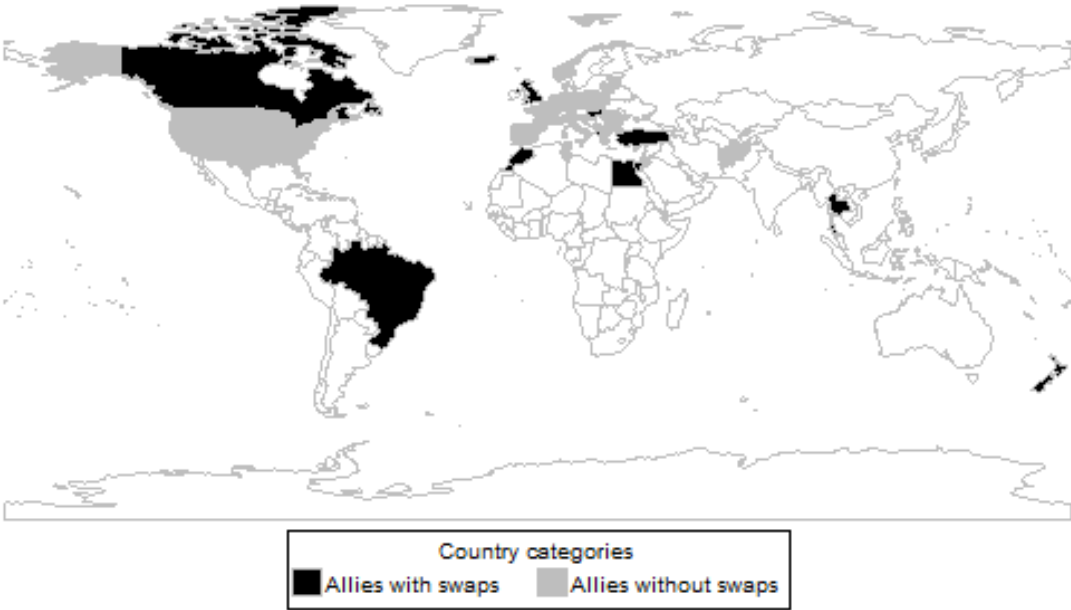 Country categories
Allies with swaps
Allies without swaps